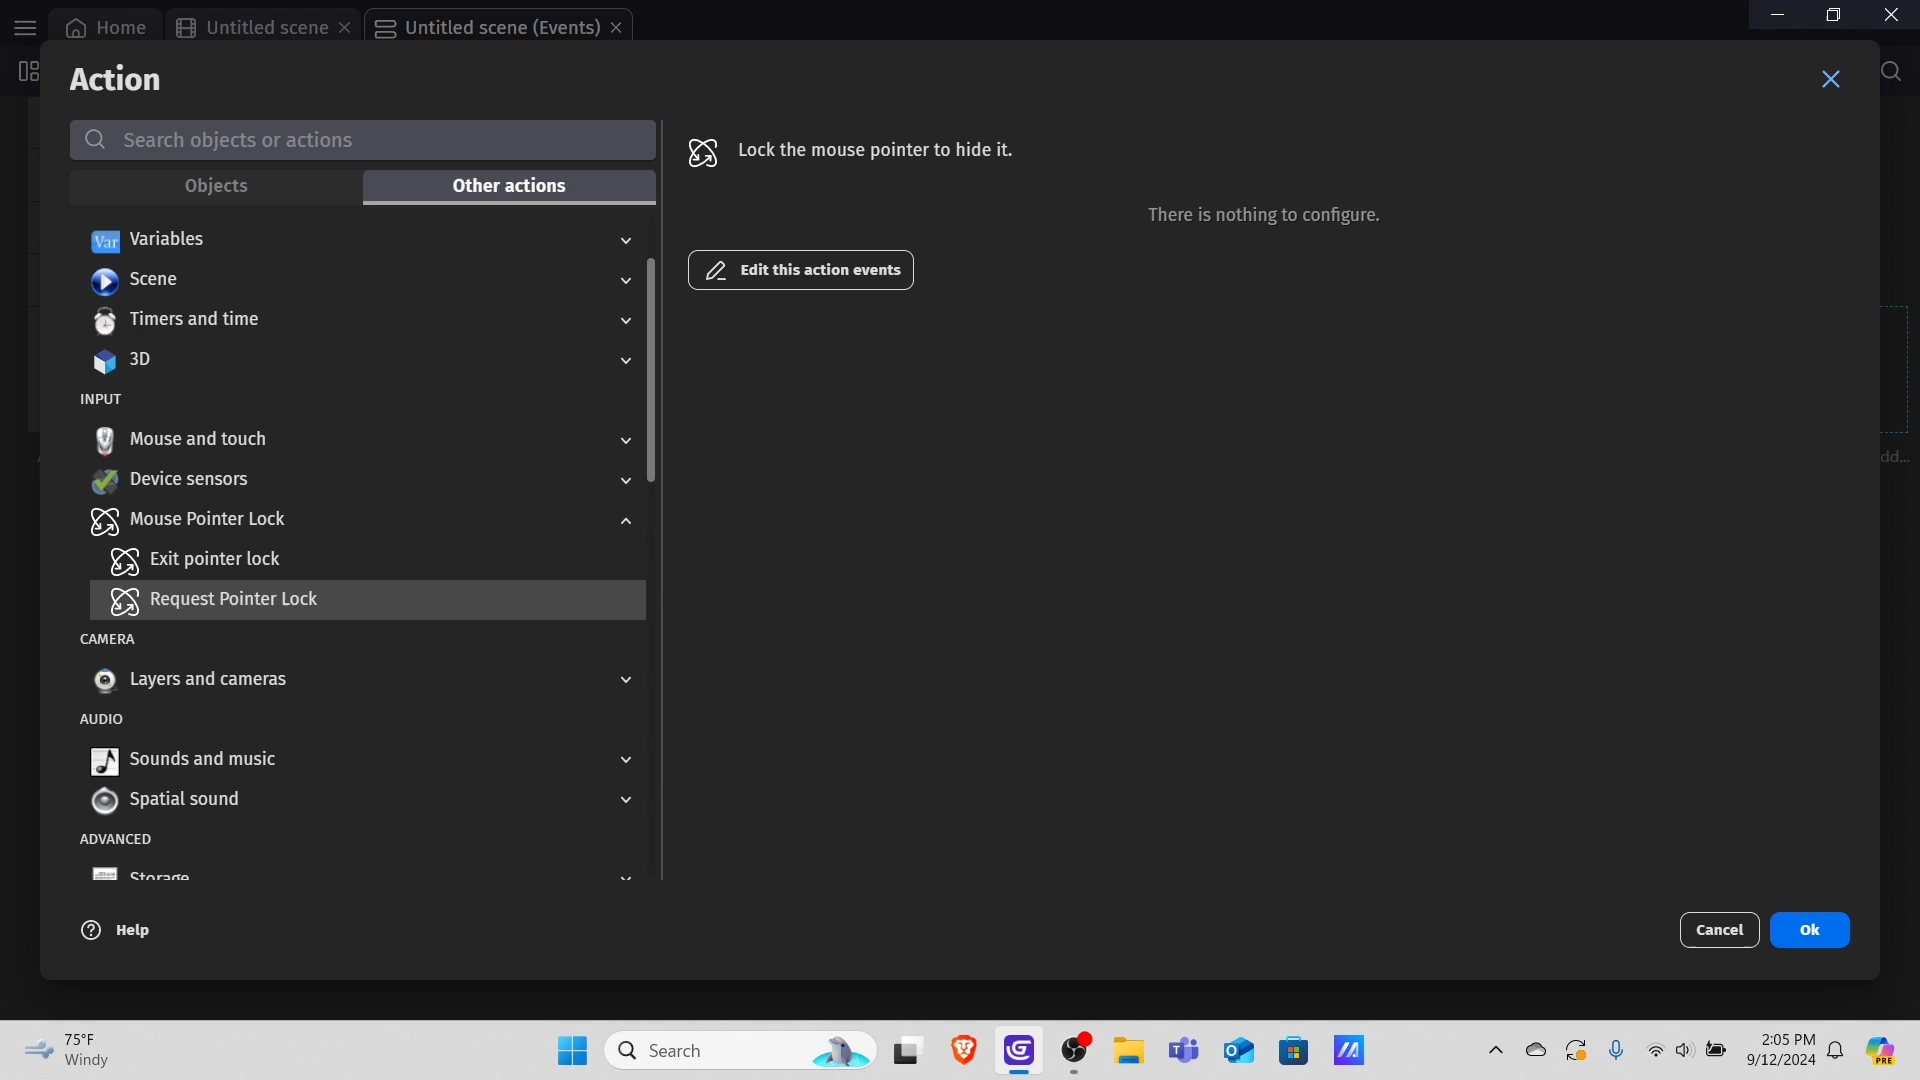 Home
Untitled scene
Untitled scene (Events)
Action
Search objects or actions
Objects
Other actions
Var Variables
Scene
Timers and time
3D
INPUT
Mouse and touch
Device sensors
Mouse Pointer Lock
Exit pointer lock
Request Pointer Lock
CAMERA
Layers and cameras
AUDIO
Sounds and music
Spatial sound
ADVANCED
Storage
Lock the mouse pointer to hide it.
There is nothing to configure.
Edit this action events
dd...
Help
Cancel
Ok
75°F
Windy
Search
2:05 PM
9/12/2024
PRE